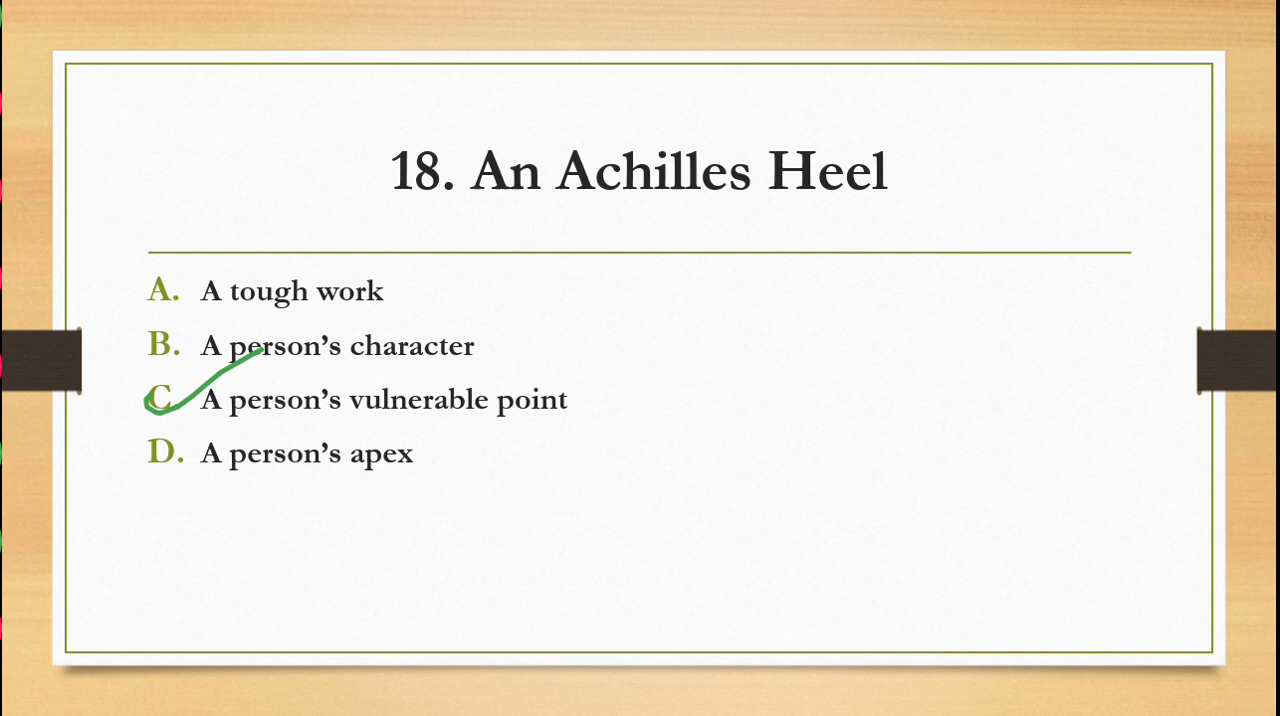 18. An Achilles Heel
A. A tough work
B. A person’s character
C. A person’s vulnerable point
D. A person’s apex